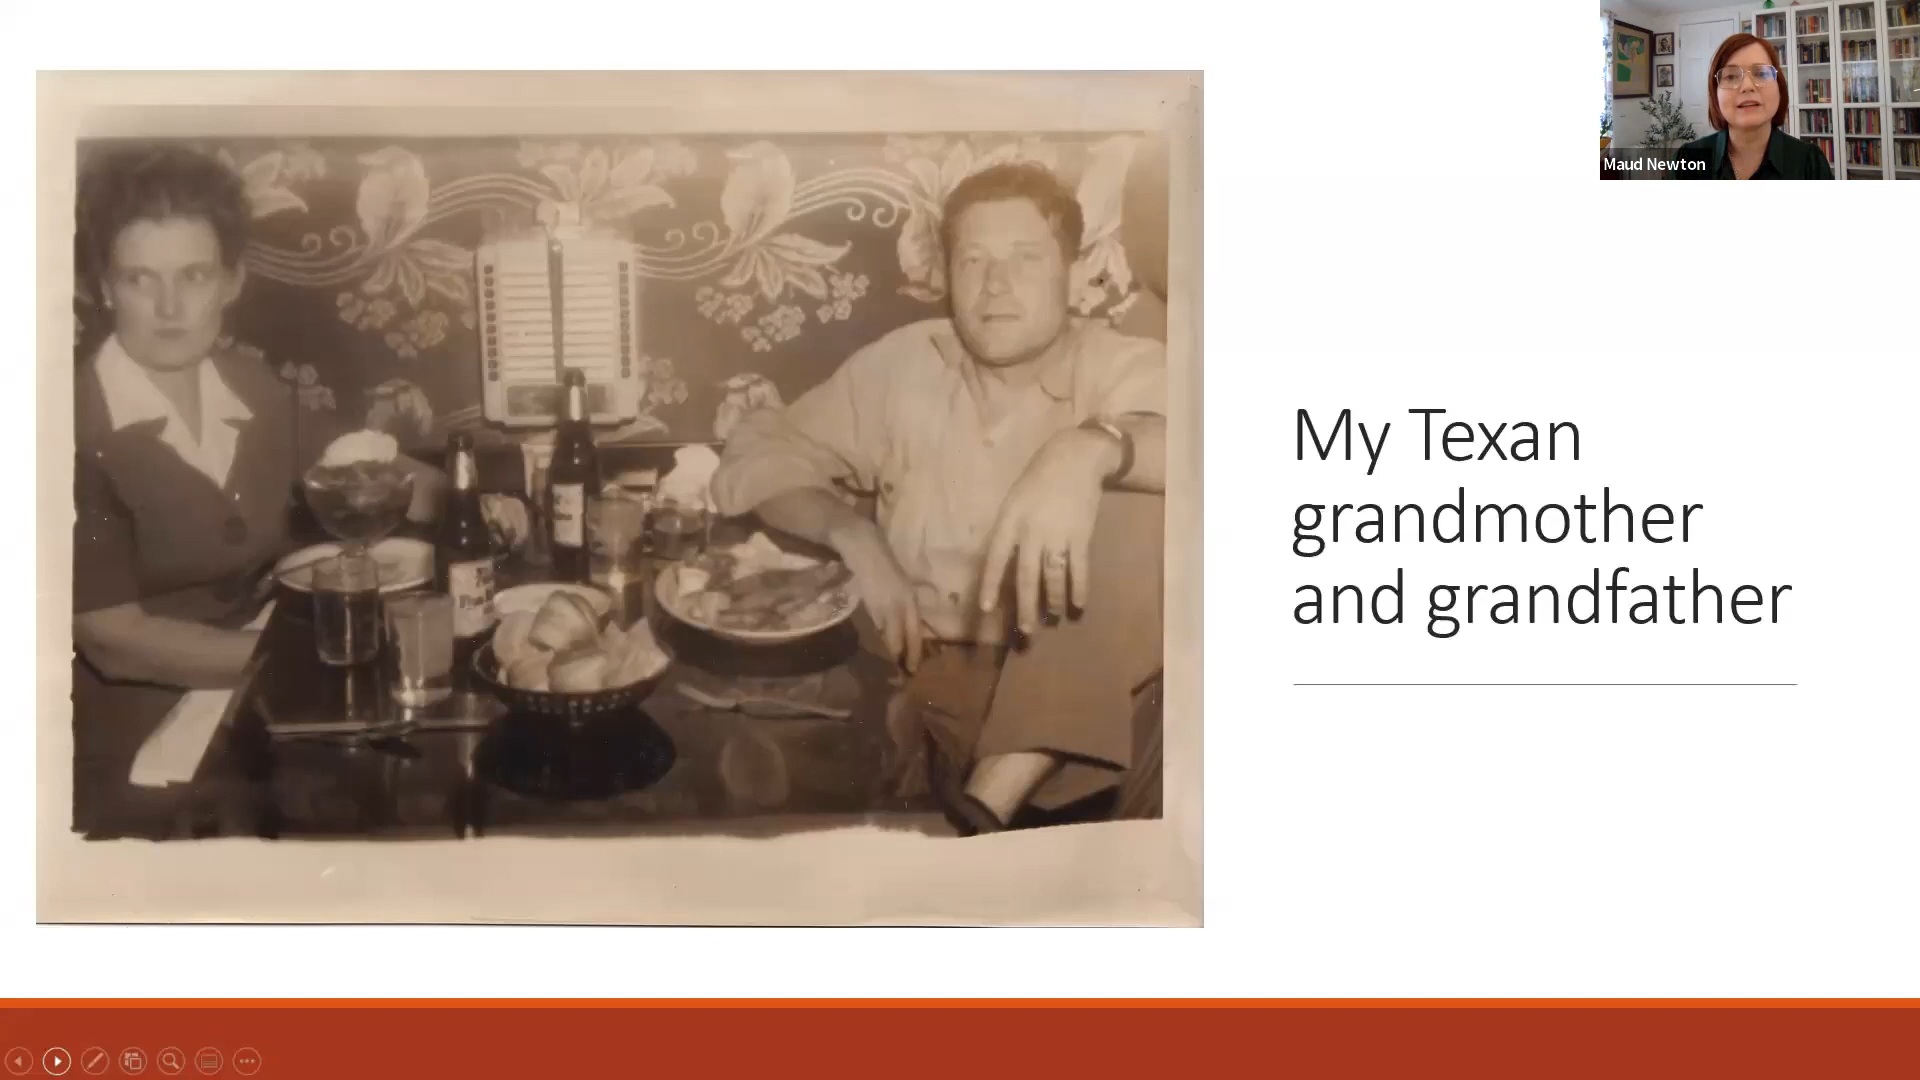 Maud Newton
My Texan
grandmother
and grandfather